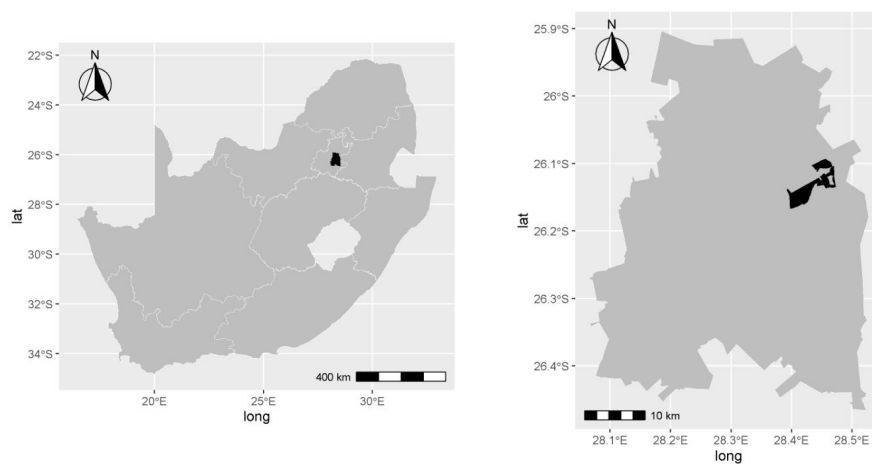 N
22°S
24°S
26°S
28°S
30°S
32°S
34°S
lat
400 km
20°E 25°E 30°E
long
N
25.9°S
26°S
26.1°S
26.2°S
26.3°S
26.4°S
lat
10 km
28.1°E 28.2°E 28.3°E 28.4°E 28.5°E
long